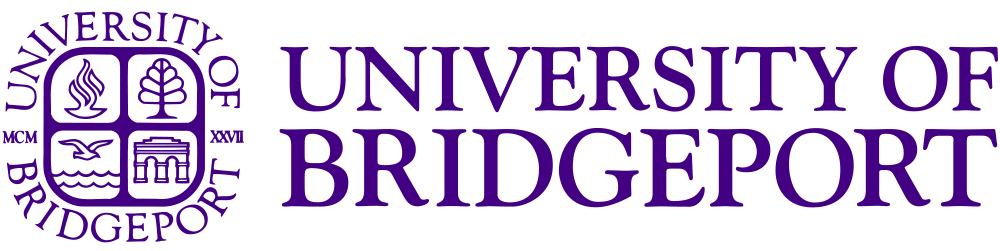 UNIVERSITY OF
MCM XXVII
BRIDGEPORT
UNIVERSITY OF
BRIDGEPORT